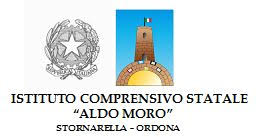 ISTITUTO COMPRENSIVO STATALE
“ALDO MORO”
STORNARELLA – ORDONA